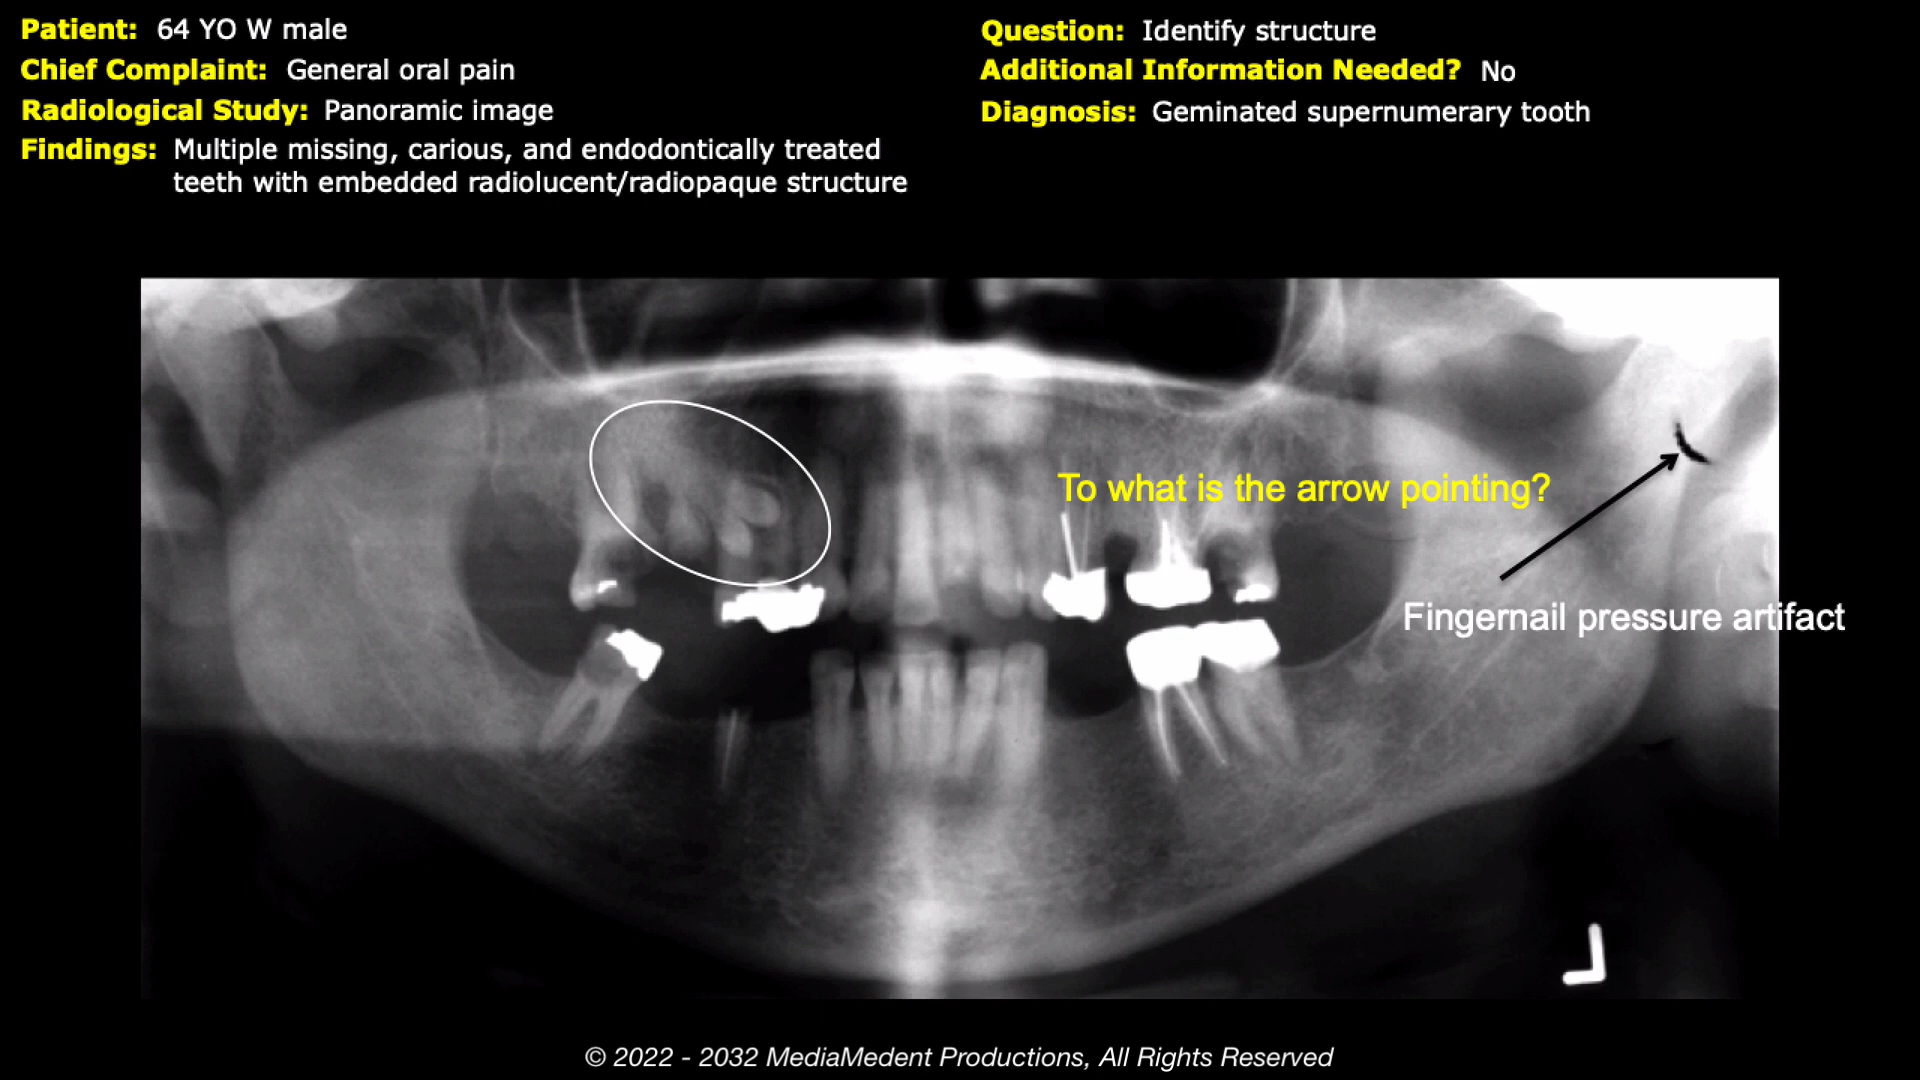 Patient: 64 YO W male
Chief Complaint: General oral pain
Radiological Study: Panoramic image
Findings: Multiple missing, carious, and endodontically treated
teeth with embedded radiolucent/radiopaque structure
Question: Identify structure
Additional Information Needed? No
Diagnosis: Geminated supernumerary tooth
To what is the arrow pointing?
Fingernail pressure artifact
L
© 2022 - 2032 MediaMedent Productions, All Rights Reserved